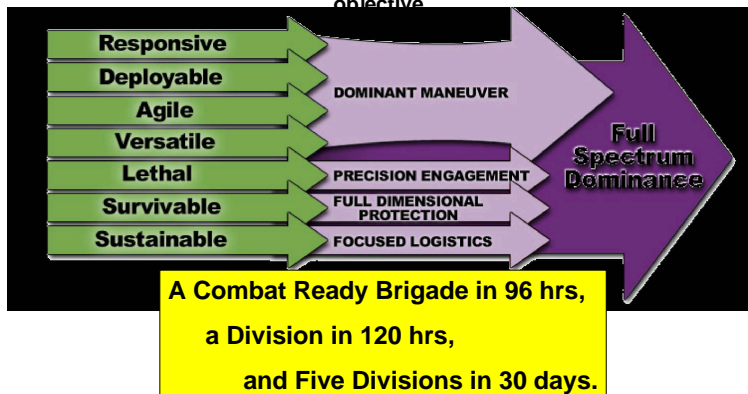 objective
Responsive
Deployable
Agile
Versatile
Lethal
Survivable
Sustainable
DOMINANT MANEUVER
PRECISION ENGAGEMENT
FULL DIMENSIONAL
PROTECTION
FOCUSED LOGISTICS
Full
Spectrum
Dominance
A Combat Ready Brigade in 96 hrs,
a Division in 120 hrs,
and Five Divisions in 30 days.